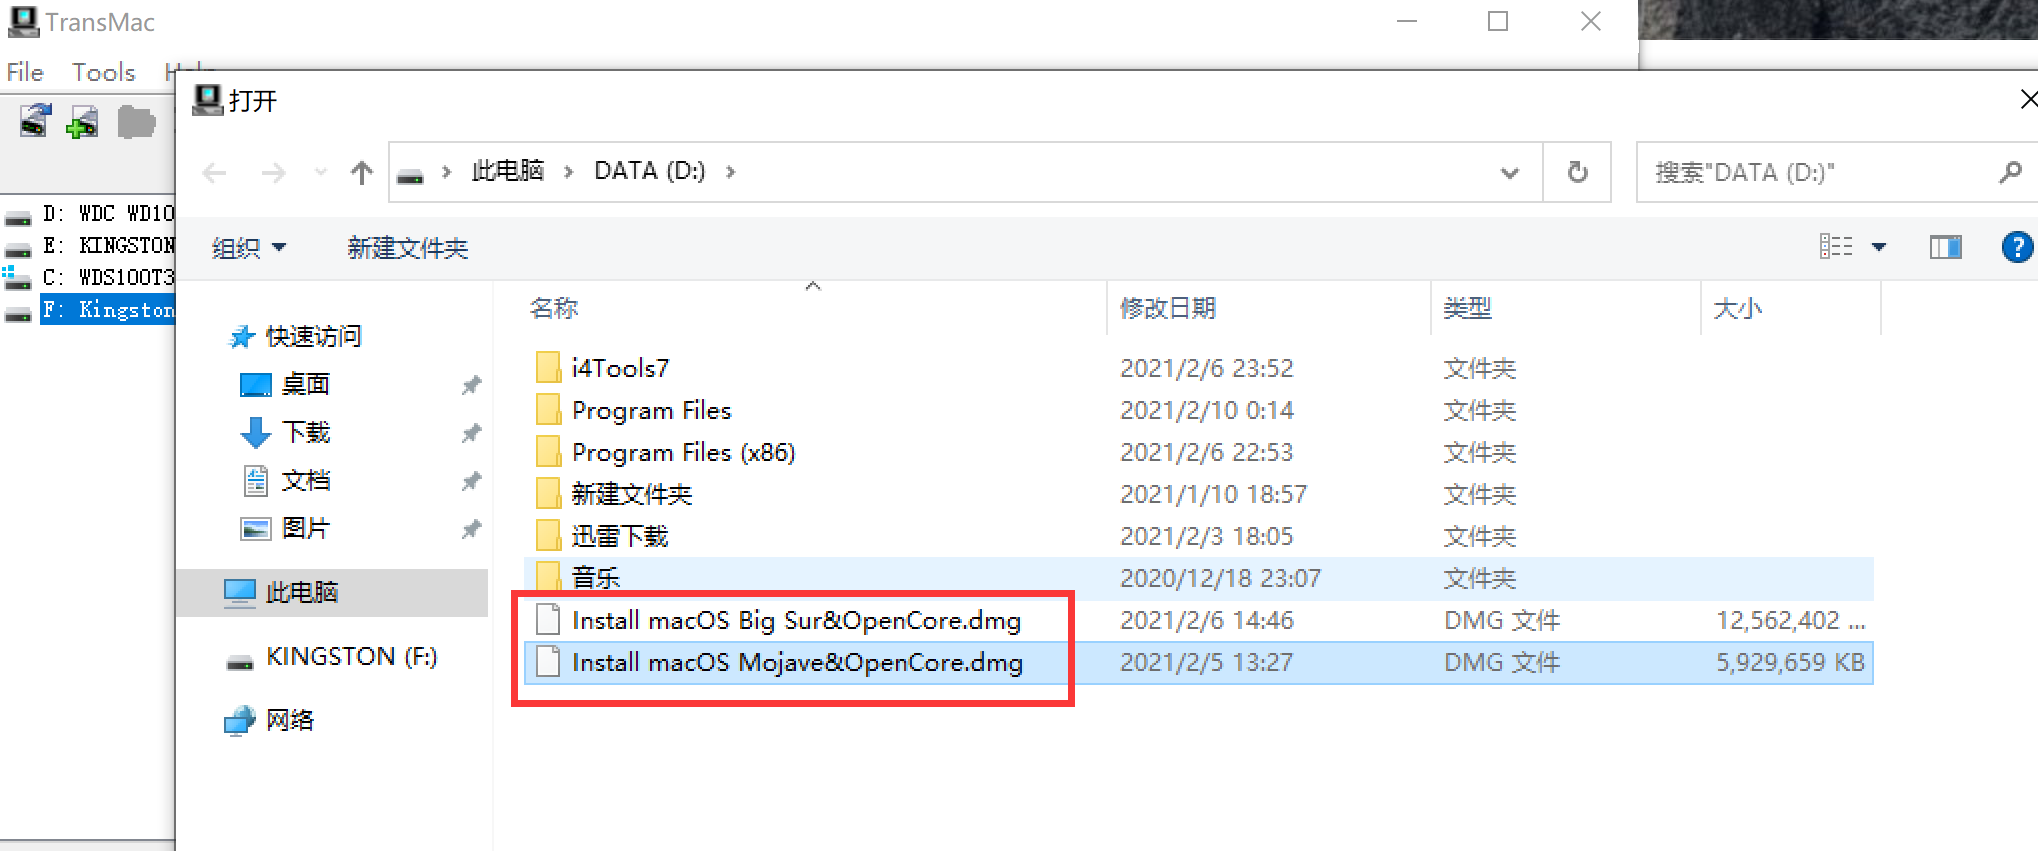 TransMac
File Tools Help
打开
此电脑 DATA (D:)
搜索"DATA (D:)"
组织 新建文件夹
D: WDC WD10
E: KINGSTON
C: WDS100T3
F: Kingston
快速访问
桌面
下载
文档
图片
此电脑
KINGSTON (F:)
网络
名称 修改日期 类型 大小
i4Tools7 2021/2/6 23:52 文件夹
Program Files 2021/2/10 0:14 文件夹
Program Files (x86) 2021/2/6 22:53 文件夹
新建文件夹 2021/1/10 18:57 文件夹
迅雷下载 2021/2/3 18:05 文件夹
音乐 2020/12/18 23:07 文件夹
Install macOS Big Sur&OpenCore.dmg 2021/2/6 14:46 DMG 文件 12,562,402 ...
Install macOS Mojave&OpenCore.dmg 2021/2/5 13:27 DMG 文件 5,929,659 KB